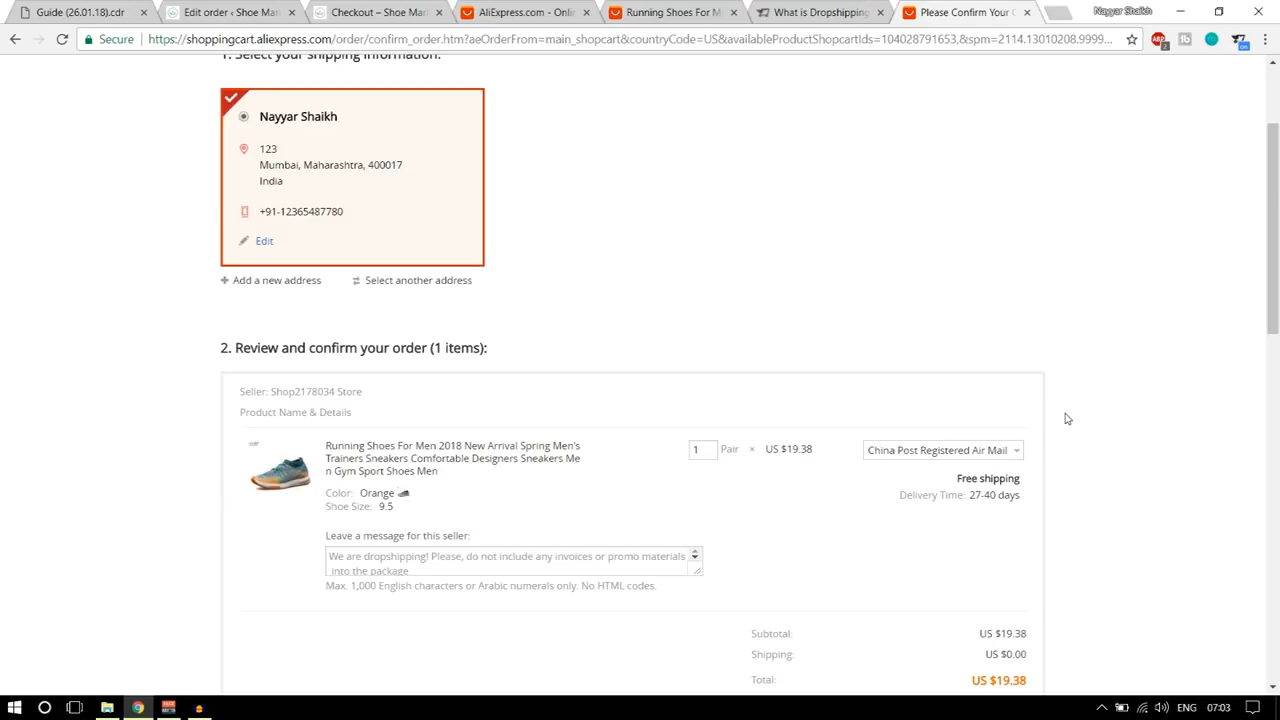 Guide (26.01.18).cdr
Edit order ‹ Shoe Mark
Checkout – Shoe Mark
AliExpress.com - Onlin
Running Shoes For Me
What is Dropshipping
Please Confirm Your O
Nayyar Shaikh
Secure
https://shoppingcart.aliexpress.com/order/confirm_order.htm?aeOrderFrom=main_shopcart&countryCode=US&availableProductShopcartIds=104028791653,&spm=2114.13010208.9999...
1. Select your shipping information:
Nayyar Shaikh
123
Mumbai, Maharashtra, 400017
India
+91-12365487780
Edit
Add a new address
Select another address
2. Review and confirm your order (1 items):
Seller: Shop2178034 Store
Product Name & Details
Running Shoes For Men 2018 New Arrival Spring Men's
Trainers Sneakers Comfortable Designers Sneakers Me
n Gym Sport Shoes Men
1 Pair × US $19.38
China Post Registered Air Mail
Free shipping
Delivery Time: 27-40 days
Color: Orange
Shoe Size: 9.5
Leave a message for this seller:
We are dropshipping! Please, do not include any invoices or promo materials
into the package.
Max. 1,000 English characters or Arabic numerals only. No HTML codes.
Subtotal: US $19.38
Shipping: US $0.00
Total: US $19.38
ENG 07:03